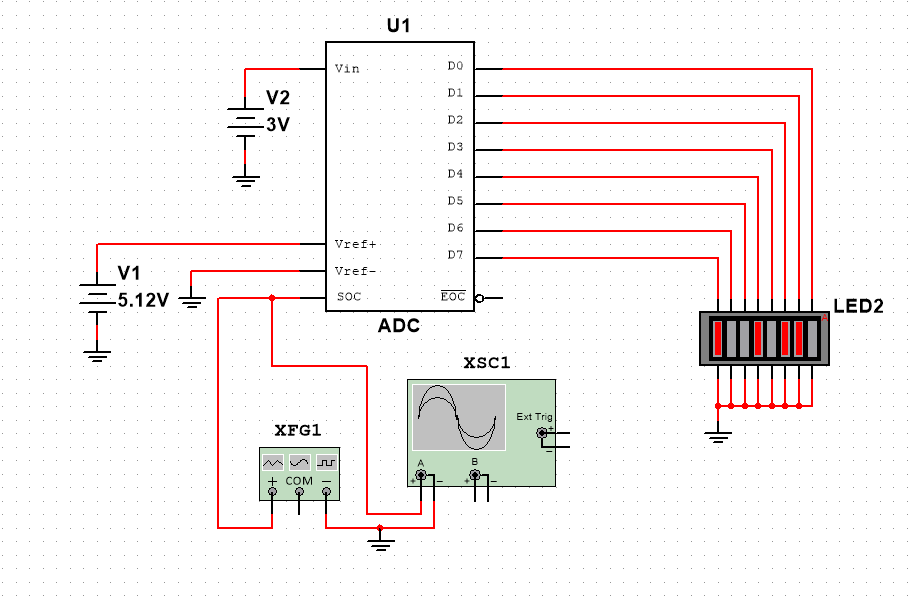 U1
Vin
D0
D1
D2
D3
D4
D5
D6
D7
Vref+
Vref-
SOC
EOC
ADC
V2
3V
V1
5.12V
LED2
A
XSC1
Ext Trig
+
−
A
B
+
−
+
−
XFG1
+
COM
−